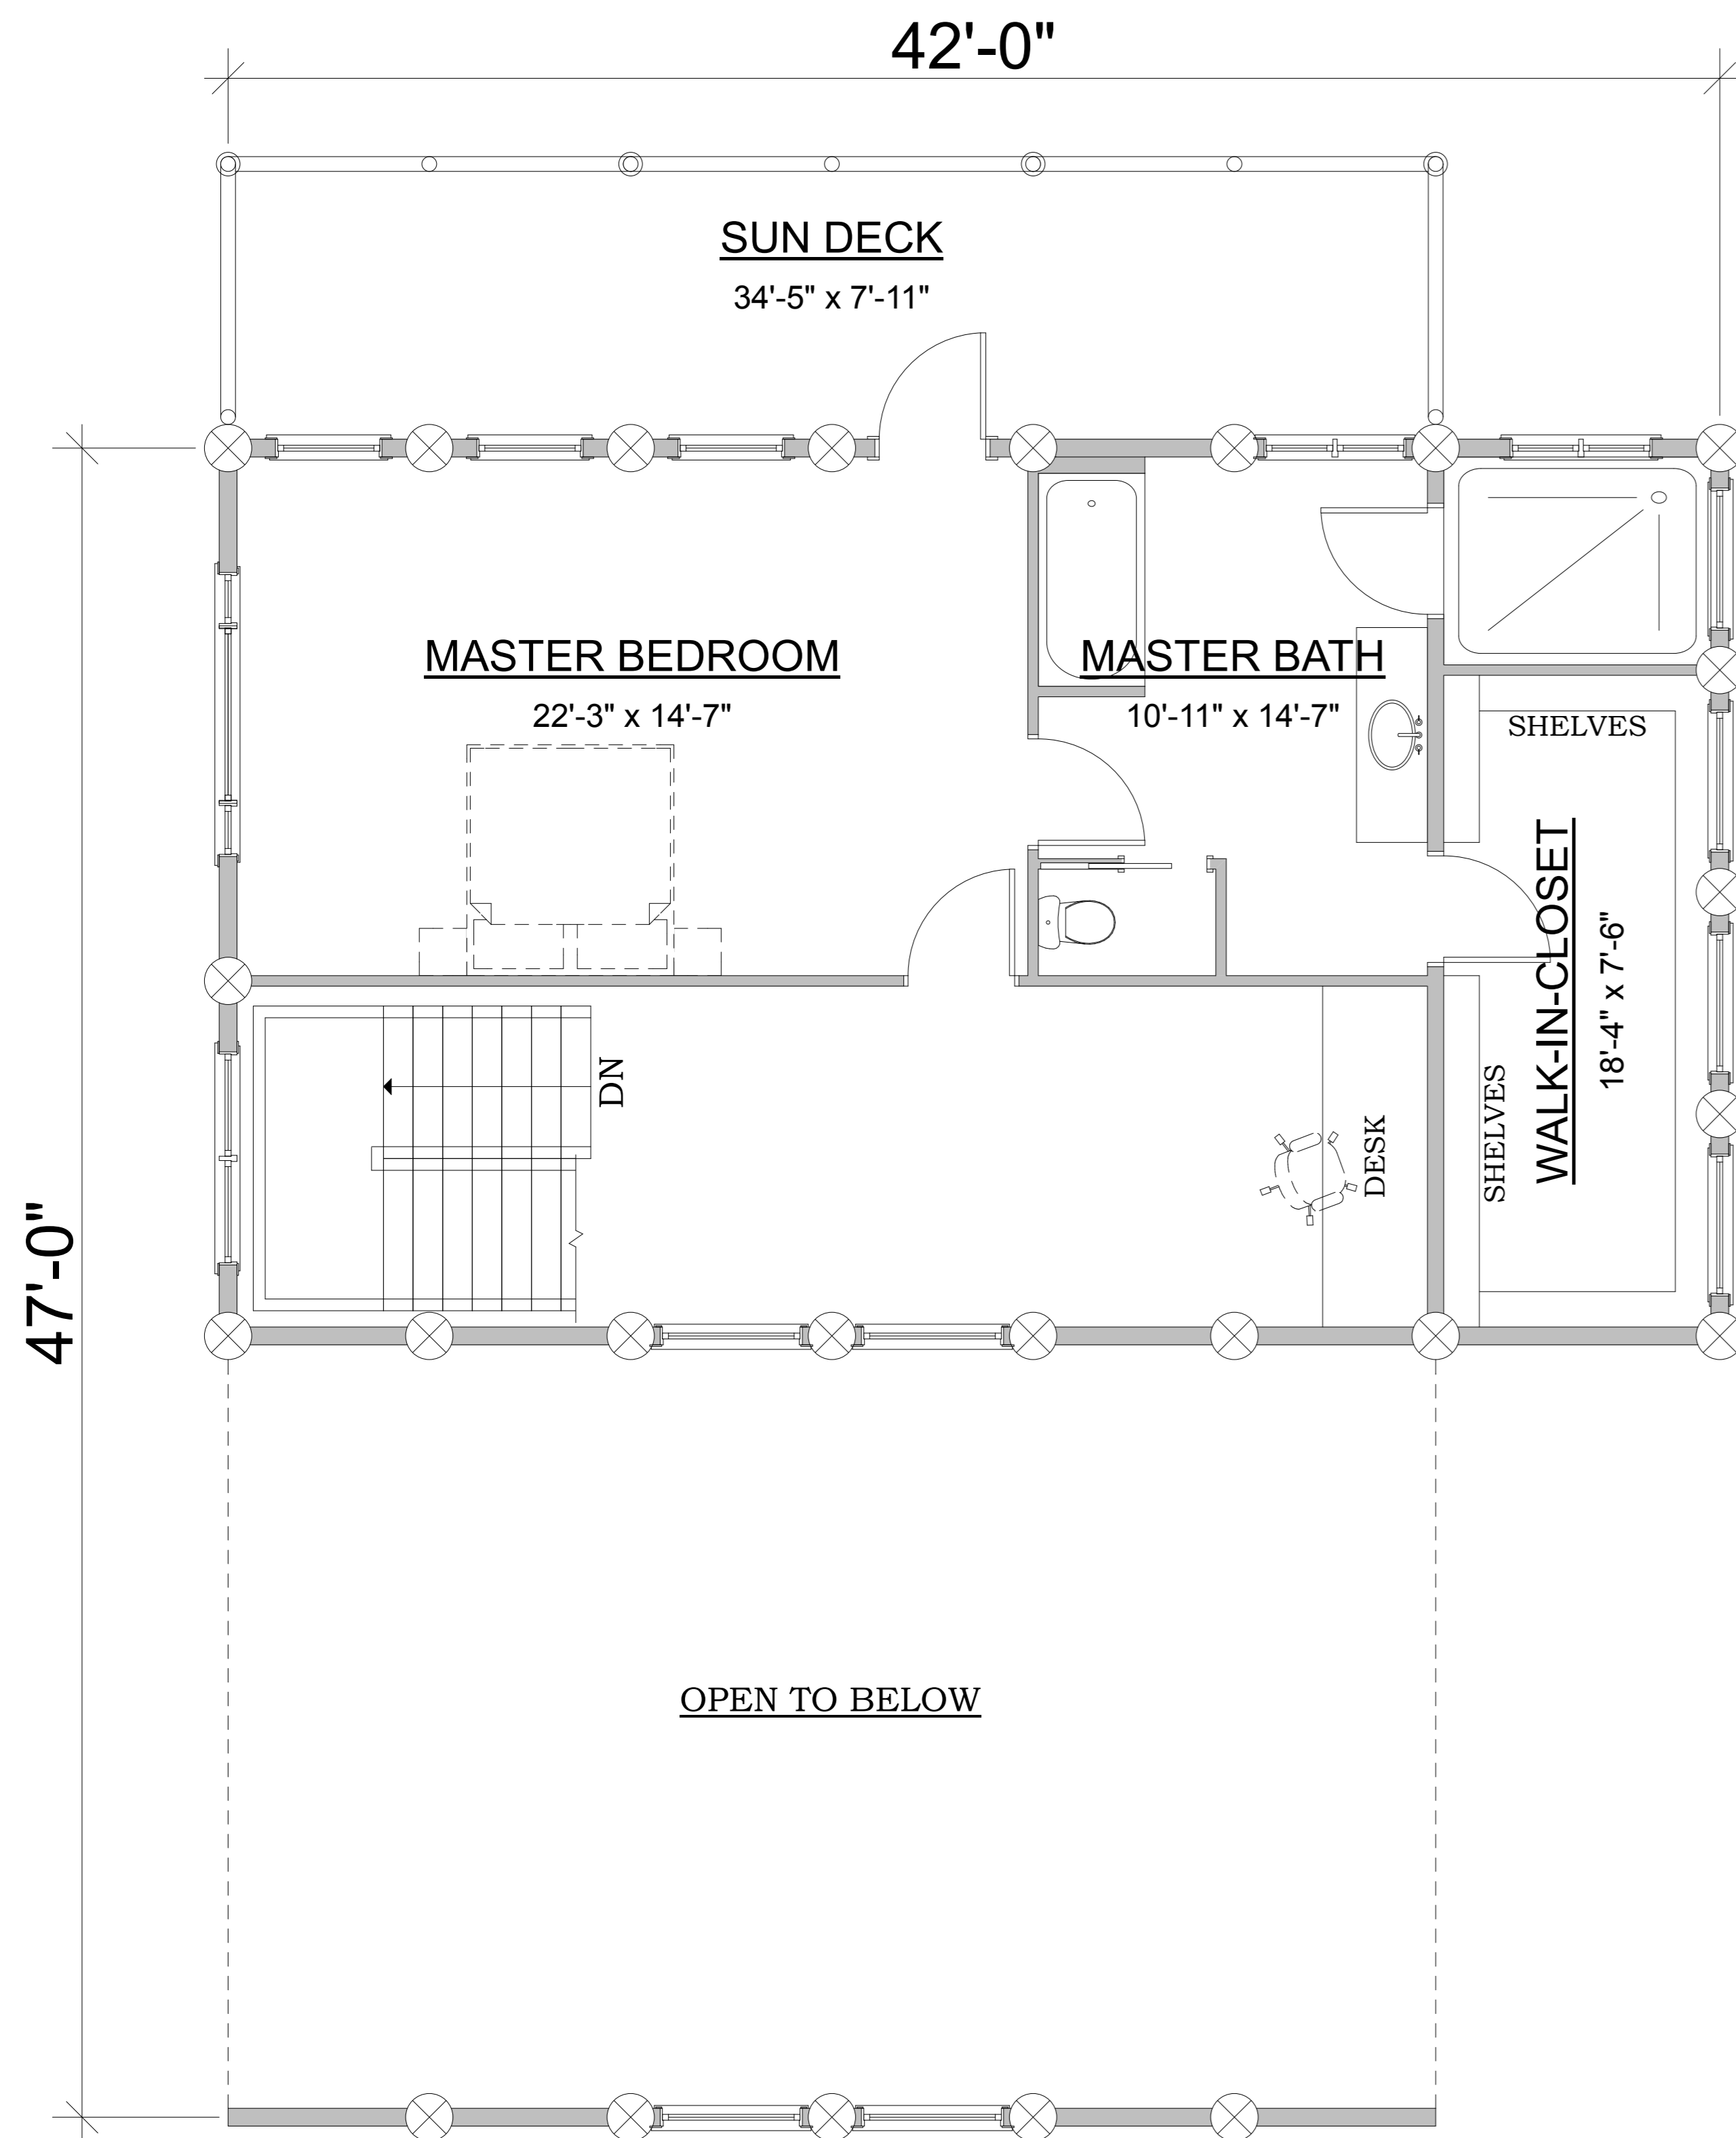 42'-0"
SUN DECK
34'-5" x 7'-11"
MASTER BEDROOM
22'-3" x 14'-7"
MASTER BATH
10'-11" x 14'-7"
SHELVES
WALK-IN-CLOSET
18'-4" x 7'-6"
SHELVES
DN
DESK
47'-0"
OPEN TO BELOW